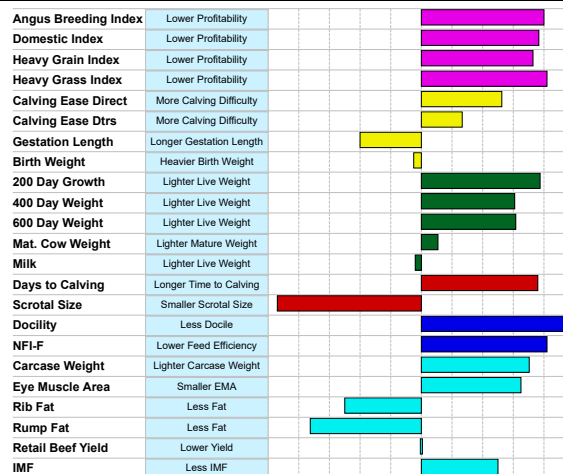 Angus Breeding Index Lower Profitability
Domestic Index Lower Profitability
Heavy Grain Index Lower Profitability
Heavy Grass Index Lower Profitability
Calving Ease Direct More Calving Difficulty
Calving Ease Dtrs More Calving Difficulty
Gestation Length Longer Gestation Length
Birth Weight Heavier Birth Weight
200 Day Growth Lighter Live Weight
400 Day Weight Lighter Live Weight
600 Day Weight Lighter Live Weight
Mat. Cow Weight Lighter Mature Weight
Milk Lighter Live Weight
Days to Calving Longer Time to Calving
Scrotal Size Smaller Scrotal Size
Docility Less Docile
NFI-F Lower Feed Efficiency
Carcase Weight Lighter Carcase Weight
Eye Muscle Area Smaller EMA
Rib Fat Less Fat
Rump Fat Less Fat
Retail Beef Yield Lower Yield
IMF Less IMF